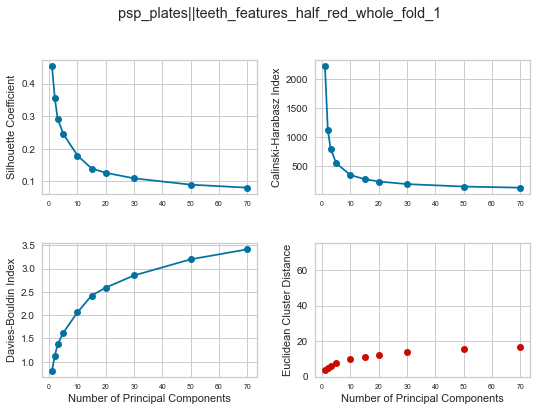 psp_plates||teeth_features_half_red_whole_fold_1
Silhouette Coefficient
0.4
0.3
0.2
0.1
0 10 20 30 40 50 60 70
Calinski-Harabasz Index
2000
1500
1000
500
0 10 20 30 40 50 60 70
Davies-Bouldin Index
3.5
3.0
2.5
2.0
1.5
1.0
0 10 20 30 40 50 60 70
Number of Principal Components
Euclidean Cluster Distance
60
40
20
0
0 10 20 30 40 50 60 70
Number of Principal Components